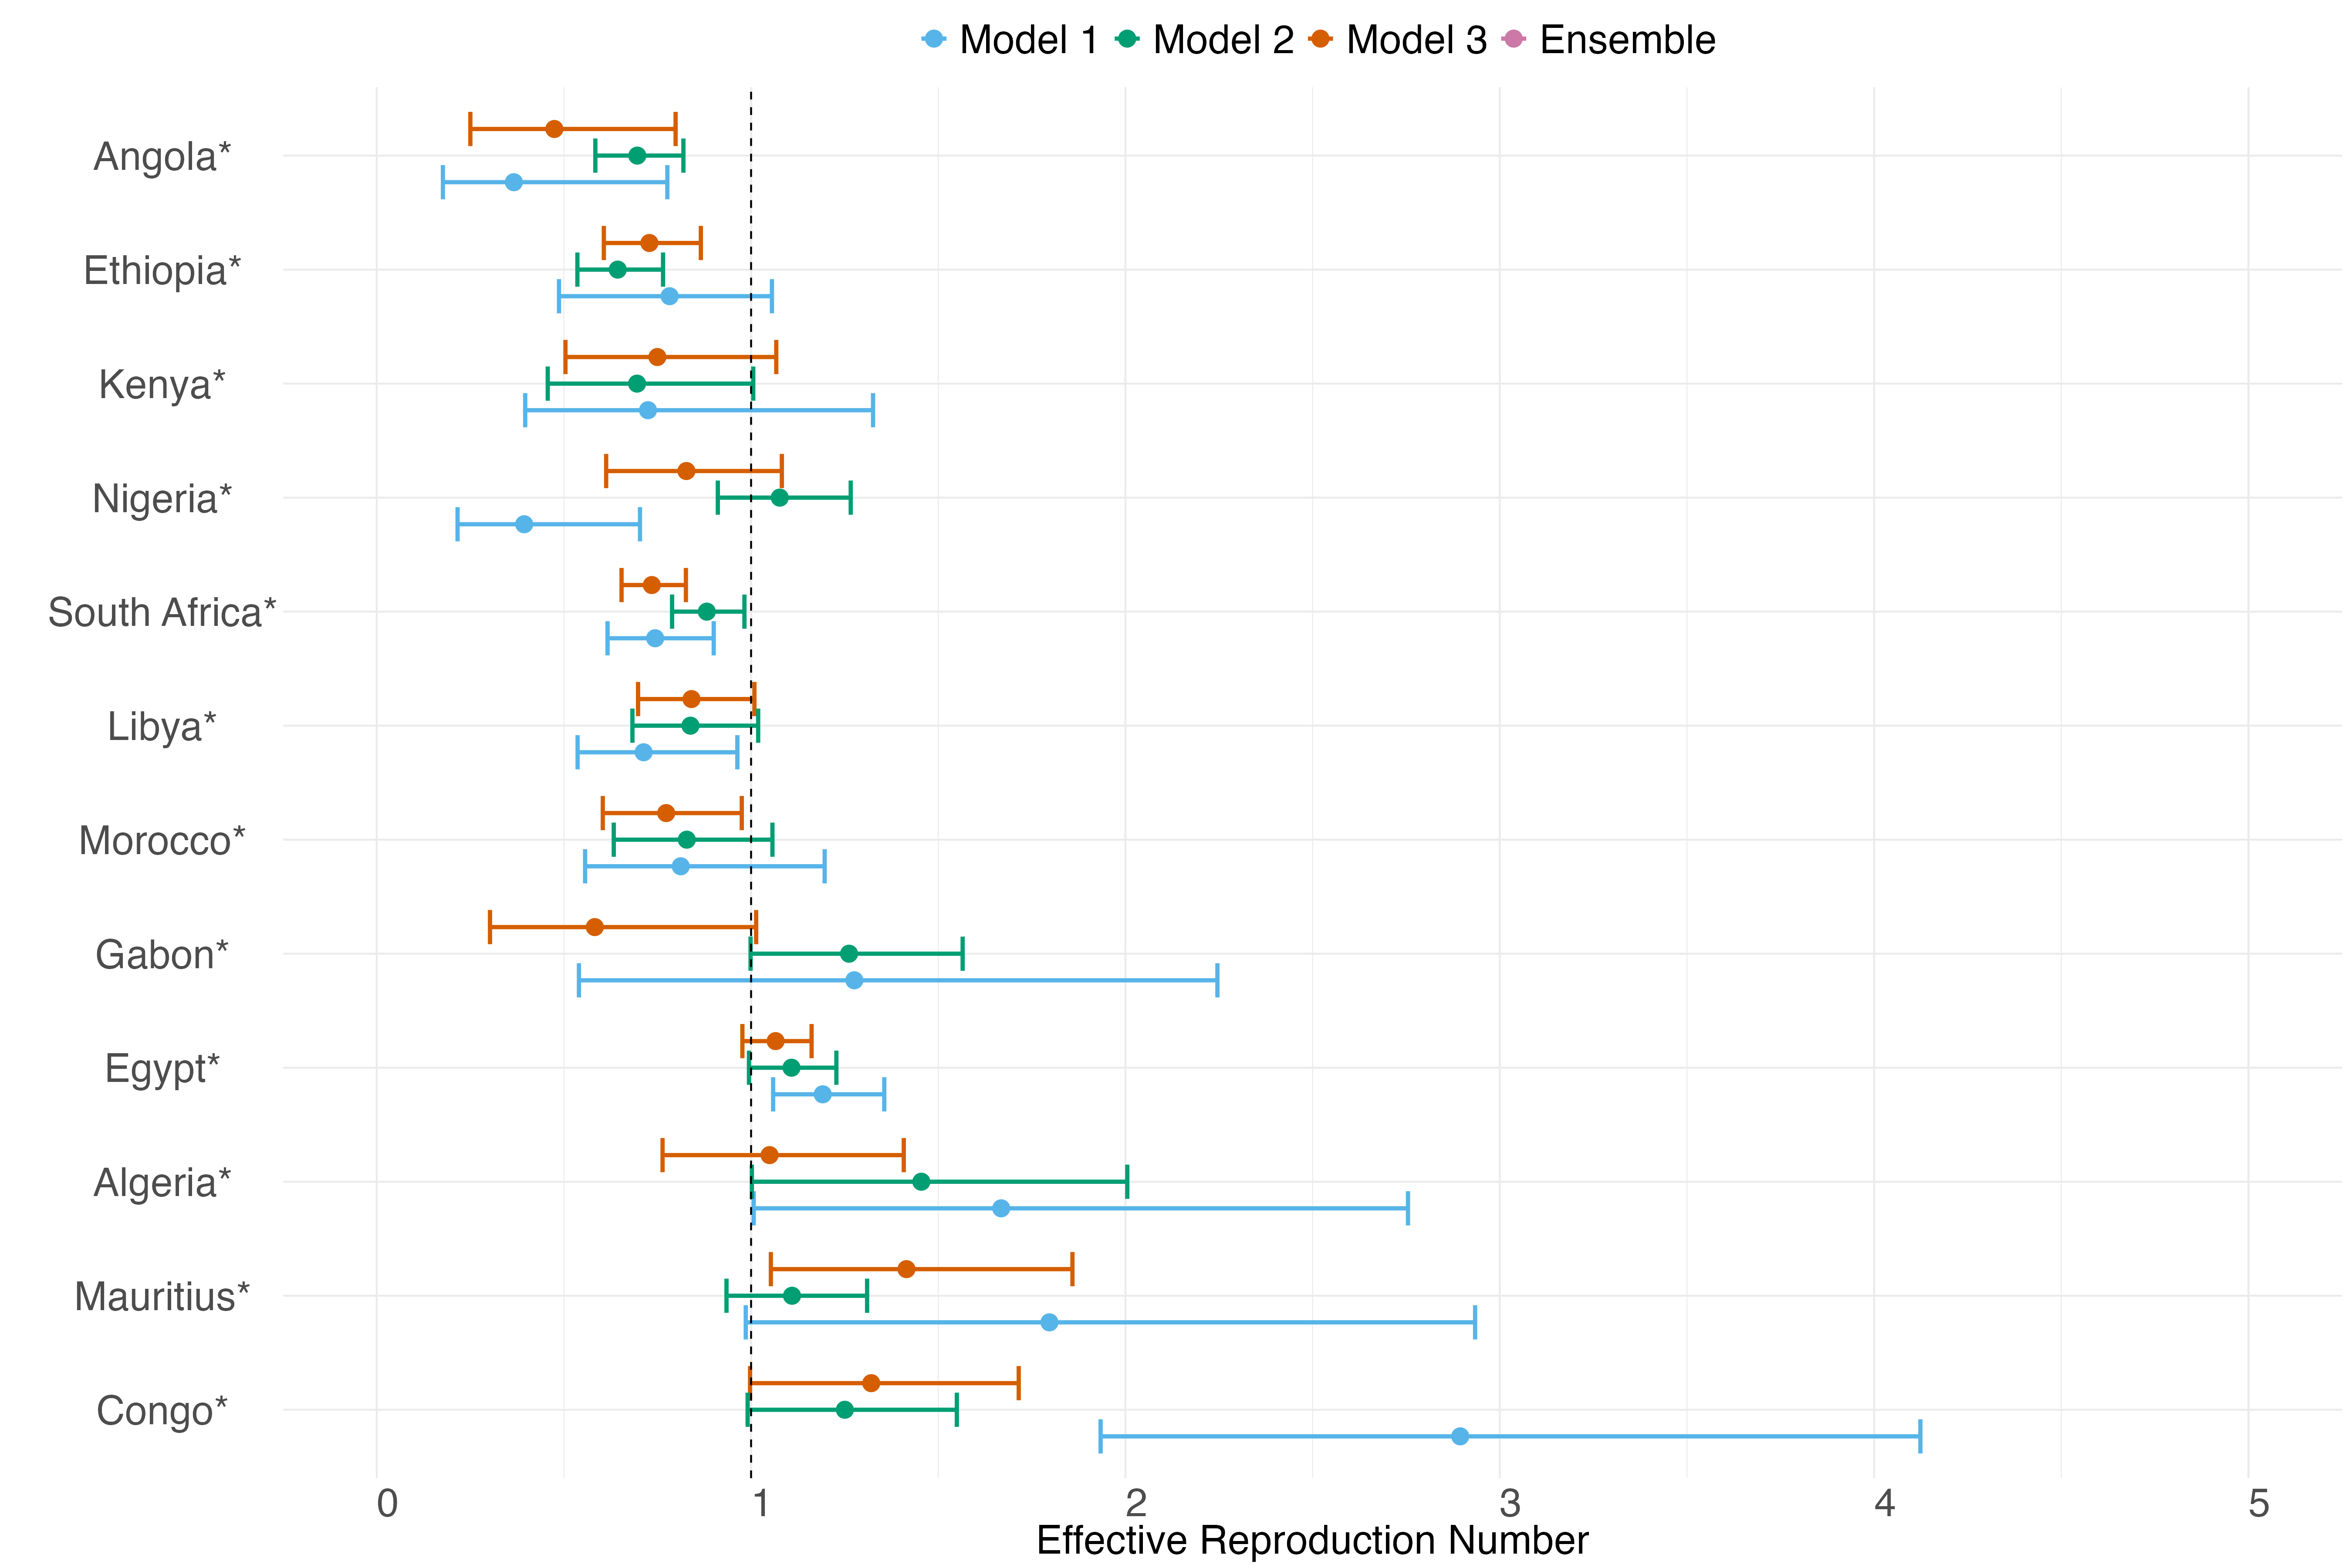 Model 1 Model 2 Model 3 Ensemble
Angola*
Ethiopia*
Kenya*
Nigeria*
South Africa*
Libya*
Morocco*
Gabon*
Egypt*
Algeria*
Mauritius*
Congo*
0 1 2 3 4 5
Effective Reproduction Number